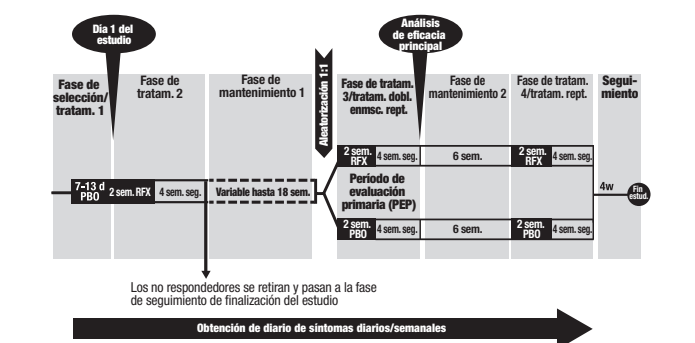 Día 1 del
estudio
Análisis
de eficacia
principal
Aleatorización 1:1
Fase de
selección/
tratam. 1
Fase de
tratam. 2
Fase de
mantenimiento 1
Fase de tratam.
3/tratam. dobl.
enmsc. rept.
Fase de
mantenimiento 2
Fase de tratam.
4/tratam. rept.
Segui-
miento
2 sem.
RFX
4 sem. seg.
6 sem.
2 sem.
RFX
4 sem. seg.
7-13 d
PBO
2 sem. RFX
4 sem. seg.
Variable hasta 18 sem.
Período de
evaluación
primaria (PEP)
4w
Fin
estud.
2 sem.
PBO
4 sem. seg.
6 sem.
2 sem.
PBO
4 sem. seg.
Los no respondedores se retiran y pasan a la fase
de seguimiento de finalización del estudio
Obtención de diario de síntomas diarios/semanales